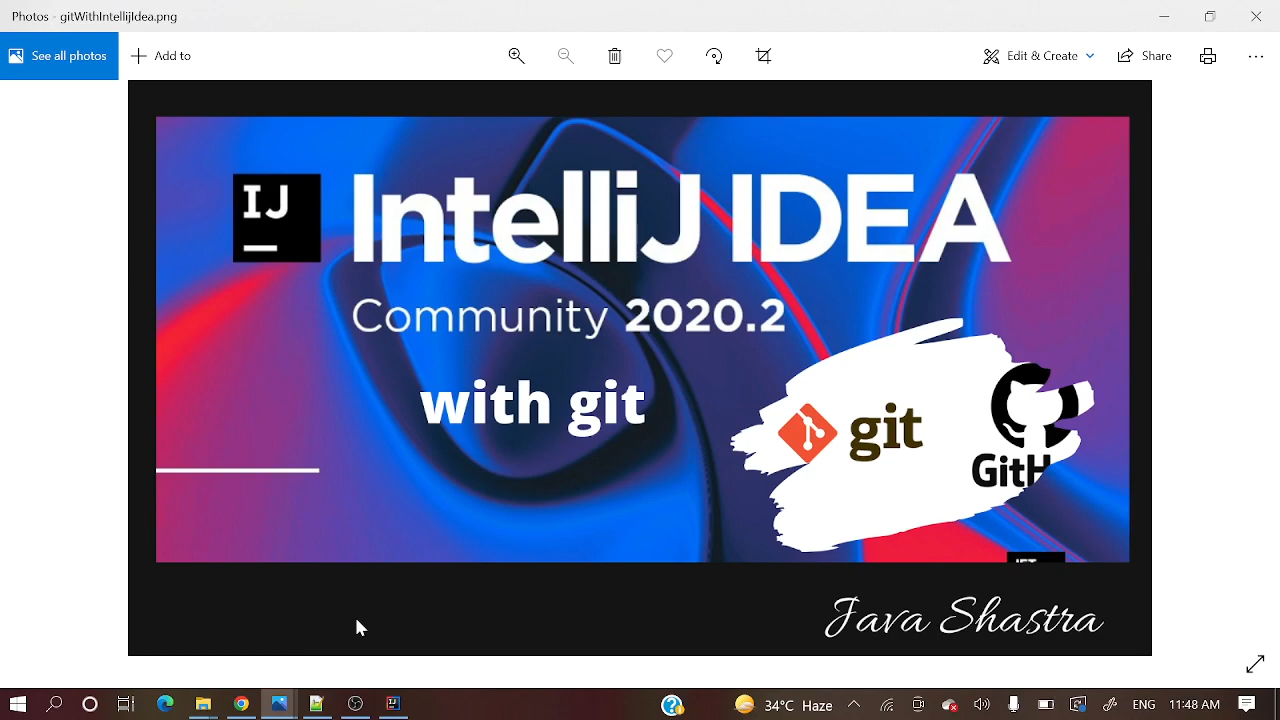 Photos - gitWithIntellijIdea.png
See all photos
Add to
Edit & Create
Share
IJ
IntelliJ IDEA
Community 2020.2
with git
git
GitH
Java Shastra
34°C Haze
ENG
11:48 AM